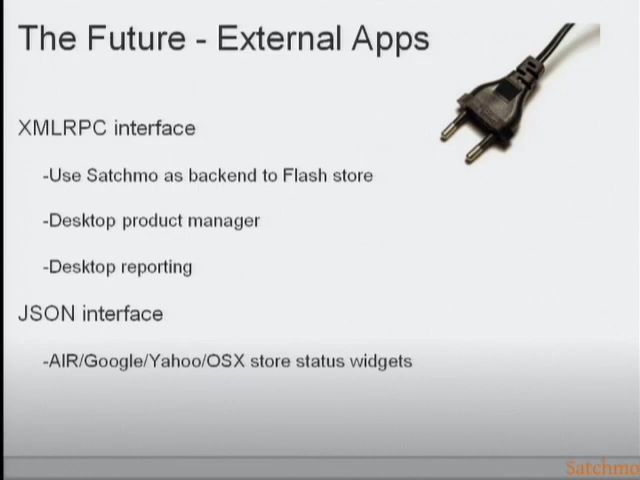 The Future - External Apps
XMLRPC interface
-Use Satchmo as backend to Flash store
-Desktop product manager
-Desktop reporting
JSON interface
-AIR/Google/Yahoo/OSX store status widgets
Satchmo